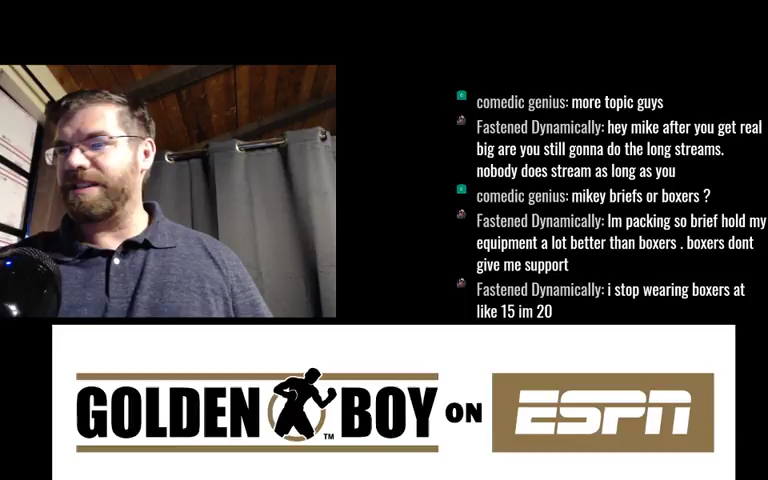 comedic genius: more topic guys
Fastened Dynamically: hey mike after you get real
big are you still gonna do the long streams.
nobody does stream as long as you
comedic genius: mikey briefs or boxers ?
Fastened Dynamically: Im packing so brief hold my
equipment a lot better than boxers . boxers dont
give me support
Fastened Dynamically: i stop wearing boxers at
like 15 im 20
GOLDEN BOY ON ESPN
TM